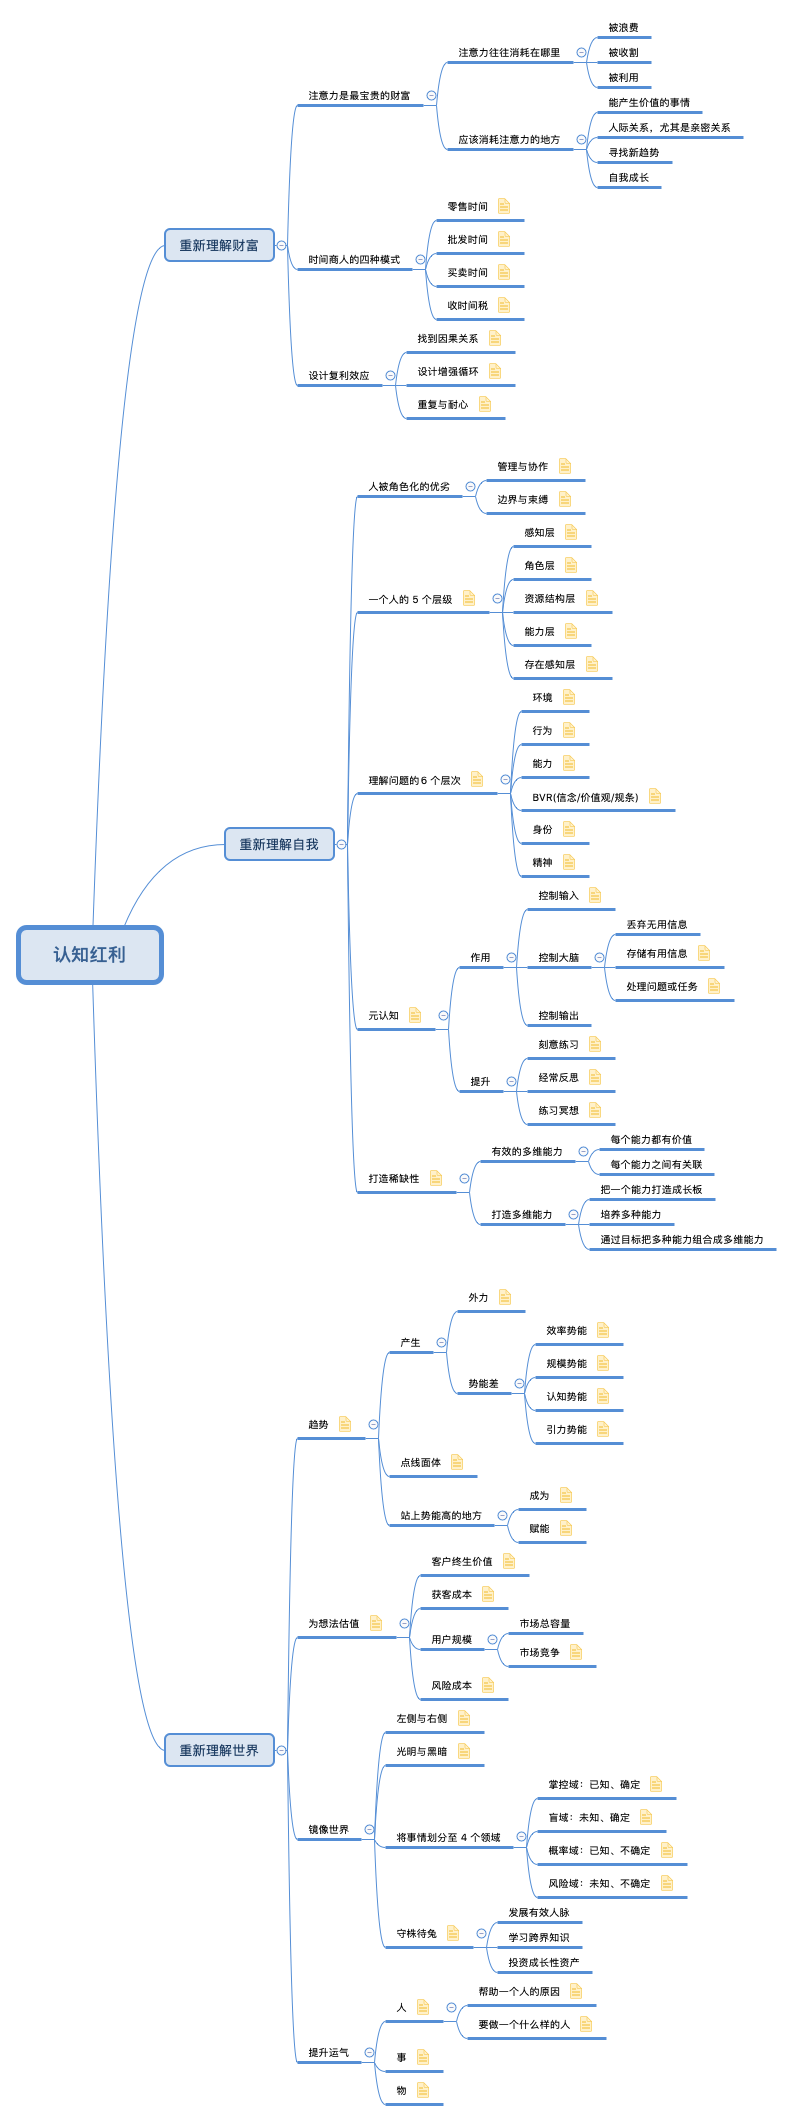 认知红利
重新理解财富
注意力是最宝贵的财富
注意力往往消耗在哪里
被浪费
被收割
被利用
应该消耗注意力的地方
能产生价值的事情
人际关系，尤其是亲密关系
寻找新趋势
自我成长
时间商人的四种模式
零售时间
批发时间
买卖时间
收时间税
设计复利效应
找到因果关系
设计增强循环
重复与耐心
重新理解自我
人被角色化的优劣
管理与协作
边界与束缚
一个人的 5 个层级
感知层
角色层
资源结构层
能力层
存在感知层
理解问题的 6 个层次
环境
行为
能力
BVR(信念/价值观/规条)
身份
精神
元认知
作用
控制输入
控制大脑
丢弃无用信息
存储有用信息
处理问题或任务
控制输出
提升
刻意练习
经常反思
练习冥想
打造稀缺性
有效的多维能力
每个能力都有价值
每个能力之间有关联
打造多维能力
把一个能力打造成长板
培养多种能力
通过目标把多种能力组合成多维能力
重新理解世界
趋势
产生
外力
势能差
效率势能
规模势能
认知势能
引力势能
点线面体
站上势能高的地方
成为
赋能
为想法估值
客户终生价值
获客成本
用户规模
市场总容量
市场竞争
风险成本
镜像世界
左侧与右侧
光明与黑暗
将事情划分至 4 个领域
掌控域：已知、确定
盲域：未知、确定
概率域：已知、不确定
风险域：未知、不确定
守株待兔
发展有效人脉
学习跨界知识
投资成长性资产
提升运气
人
帮助一个人的原因
要做一个什么样的人
事
物